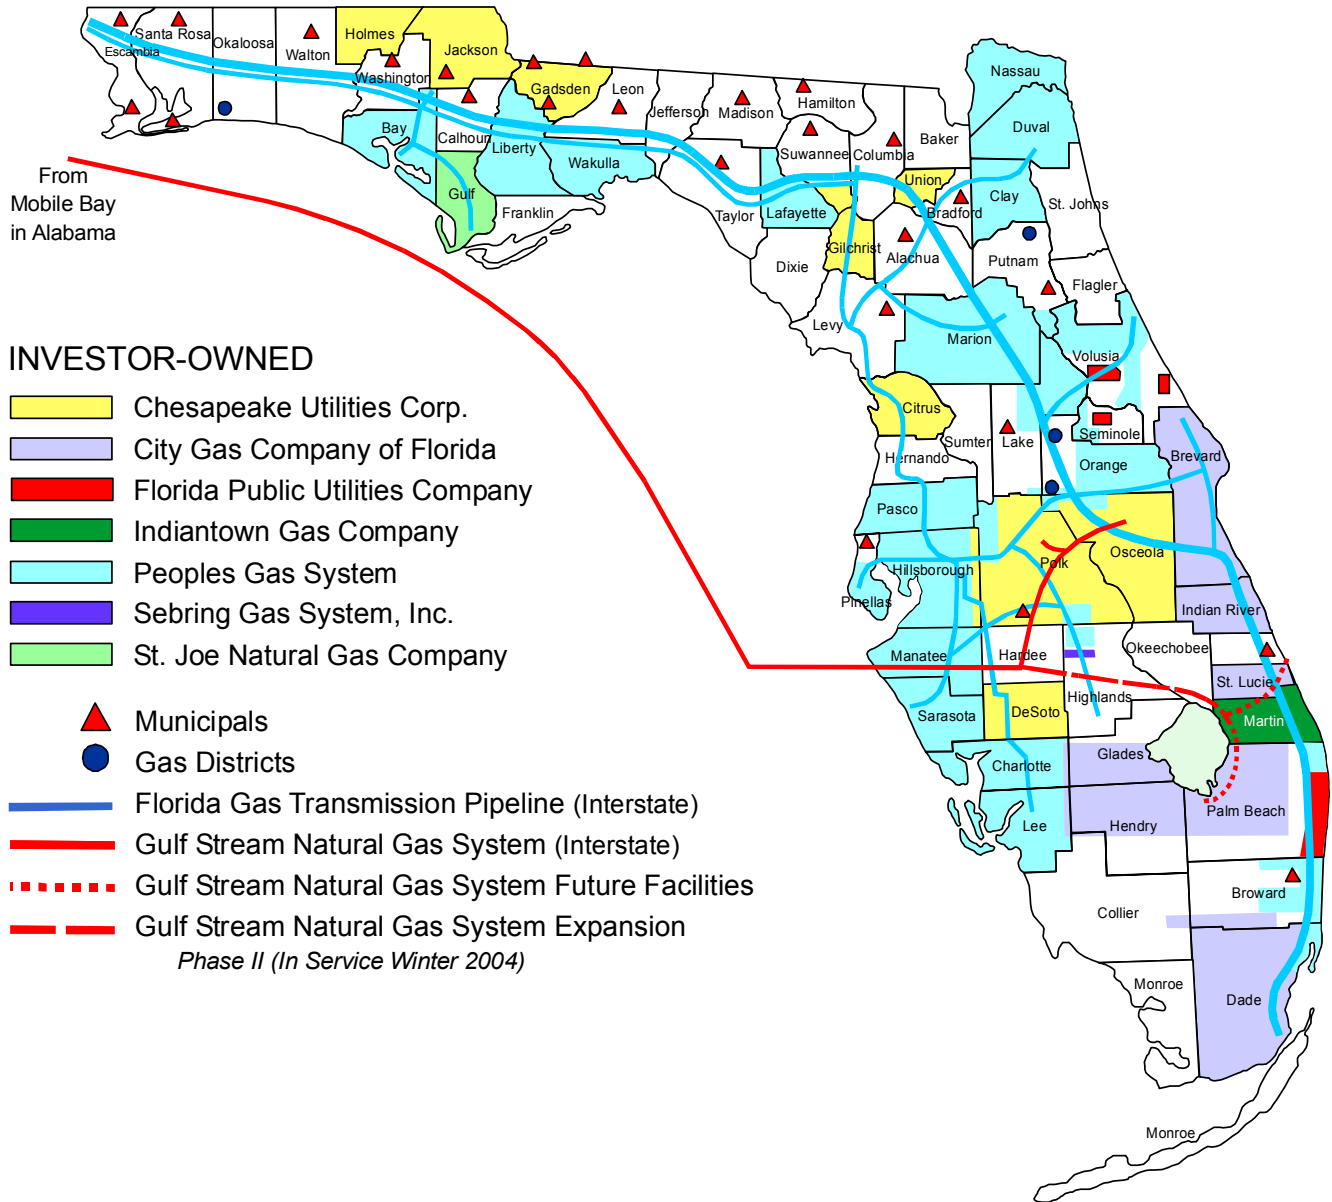 Escambia
Santa Rosa
Okaloosa
Walton
Holmes
Jackson
Washington
Gadsden
Leon
Jefferson
Madison
Hamilton
Nassau
Bay
Calhoun
Liberty
Wakulla
Suwannee
Columbia
Baker
Duval
Gulf
Franklin
Taylor
Lafayette
Union
Bradford
Clay
St. Johns
From
Mobile Bay
in Alabama
Dixie
Gilchrist
Alachua
Putnam
Flagler
Levy
Marion
Volusia
INVESTOR-OWNED
Chesapeake Utilities Corp.
City Gas Company of Florida
Florida Public Utilities Company
Indiantown Gas Company
Peoples Gas System
Sebring Gas System, Inc.
St. Joe Natural Gas Company
Municipals
Gas Districts
Florida Gas Transmission Pipeline (Interstate)
Gulf Stream Natural Gas System (Interstate)
Gulf Stream Natural Gas System Future Facilities
Gulf Stream Natural Gas System Expansion
Phase II (In Service Winter 2004)
Citrus
Sumter
Lake
Seminole
Hernando
Orange
Brevard
Pasco
Hillsborough
Polk
Osceola
Pinellas
Indian River
Manatee
Hardee
Okeechobee
St. Lucie
Highlands
Sarasota
DeSoto
Martin
Charlotte
Glades
Lee
Hendry
Palm Beach
Broward
Collier
Monroe
Dade
Monroe